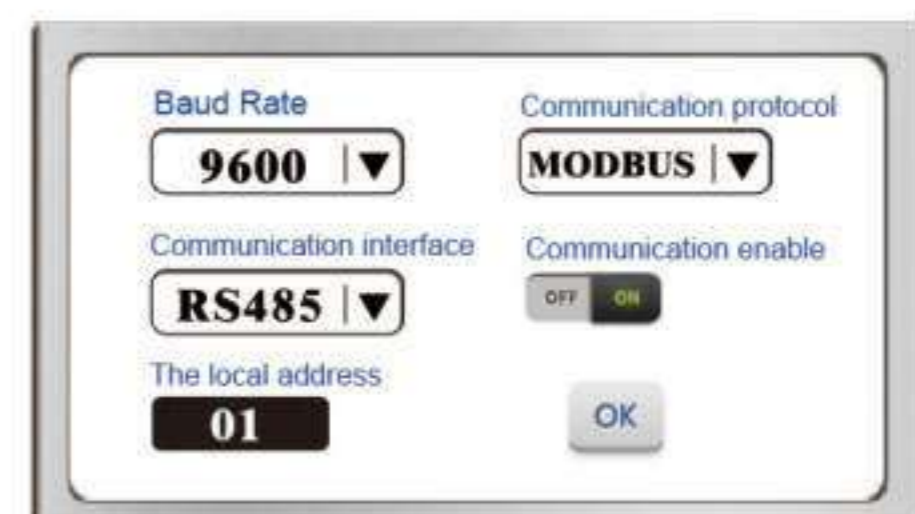 Baud Rate
Communication protocol
9600
MODBUS
Communication interface
Communication enable
RS485
OFF ON
The local address
01
OK